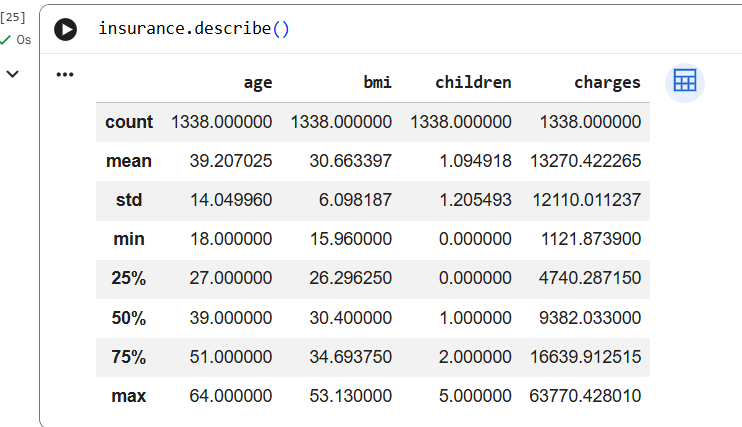 [25]
insurance.describe()
0s
age bmi children charges
count 1338.000000 1338.000000 1338.000000 1338.000000
mean 39.207025 30.663397 1.094918 13270.422265
std 14.049960 6.098187 1.205493 12110.011237
min 18.000000 15.960000 0.000000 1121.873900
25% 27.000000 26.296250 0.000000 4740.287150
50% 39.000000 30.400000 1.000000 9382.033000
75% 51.000000 34.693750 2.000000 16639.912515
max 64.000000 53.130000 5.000000 63770.428010